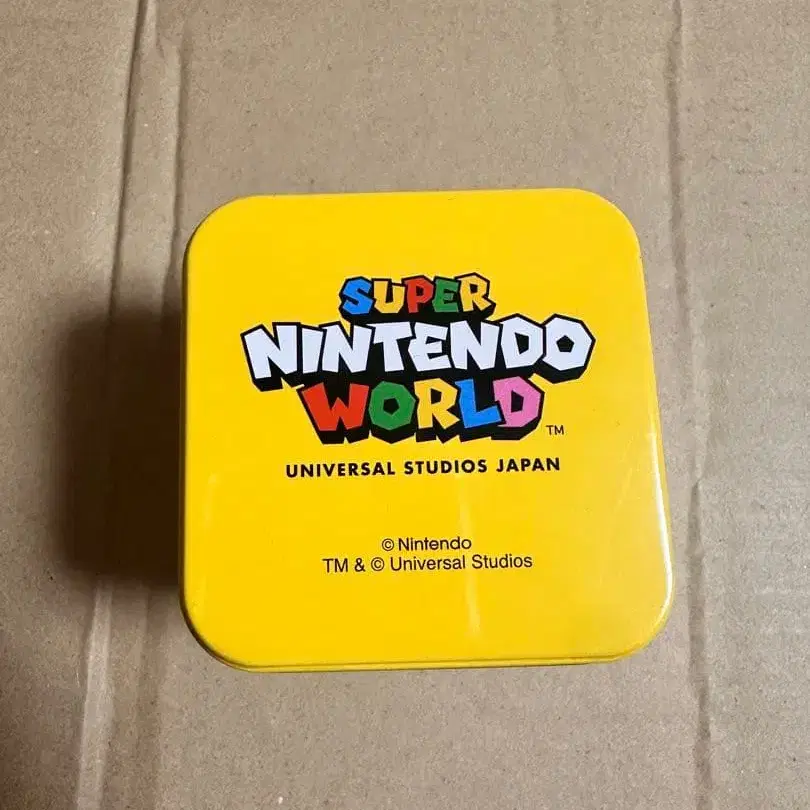 SUPER
NINTENDO
WORLD™
UNIVERSAL STUDIOS JAPAN
© Nintendo
TM & © Universal Studios